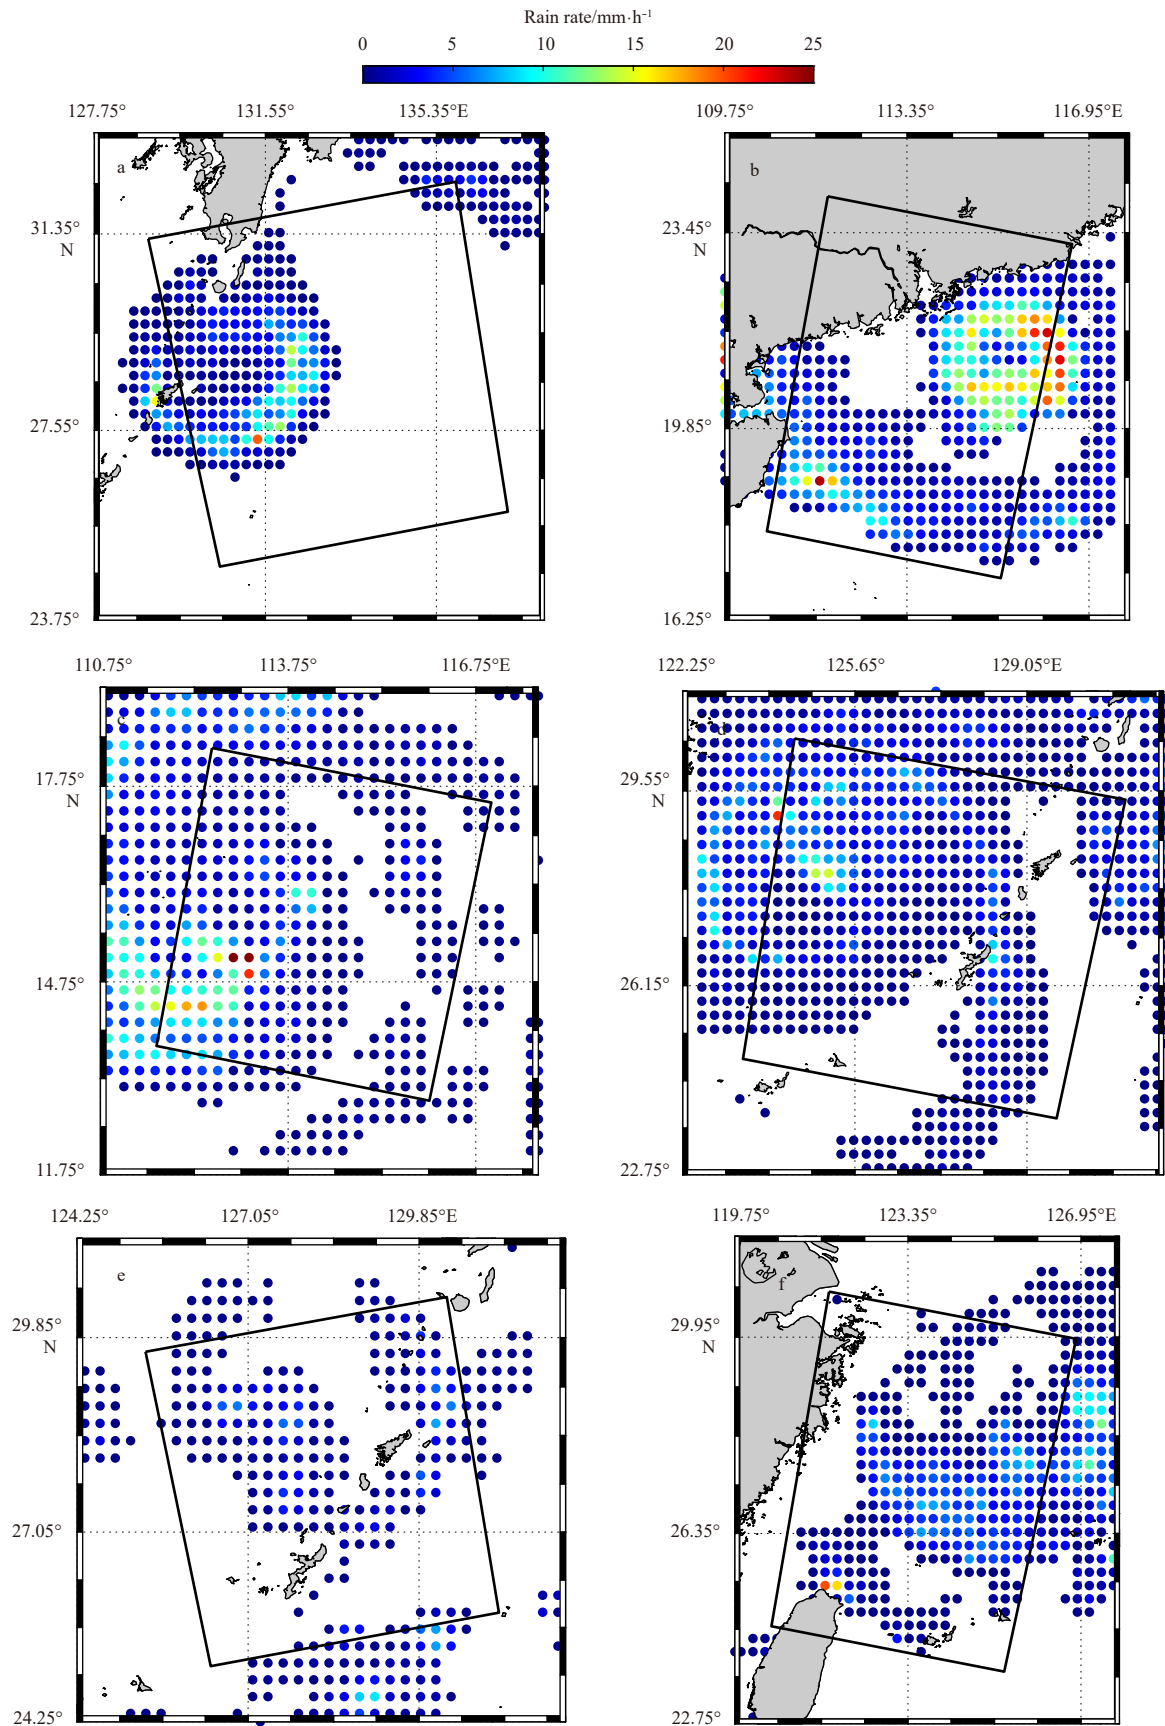 Rain rate/mm·h⁻¹
0 5 10 15 20 25
127.75° 131.55° 135.35°E
109.75° 113.35° 116.95°E
a
b
31.35°
N
27.55°
23.75°
23.45°
N
19.85°
16.25°
110.75° 113.75° 116.75°E
122.25° 125.65° 129.05°E
c
d
17.75°
N
14.75°
11.75°
29.55°
N
26.15°
22.75°
124.25° 127.05° 129.85°E
119.75° 123.35° 126.95°E
e
f
29.85°
N
27.05°
24.25°
29.95°
N
26.35°
22.75°